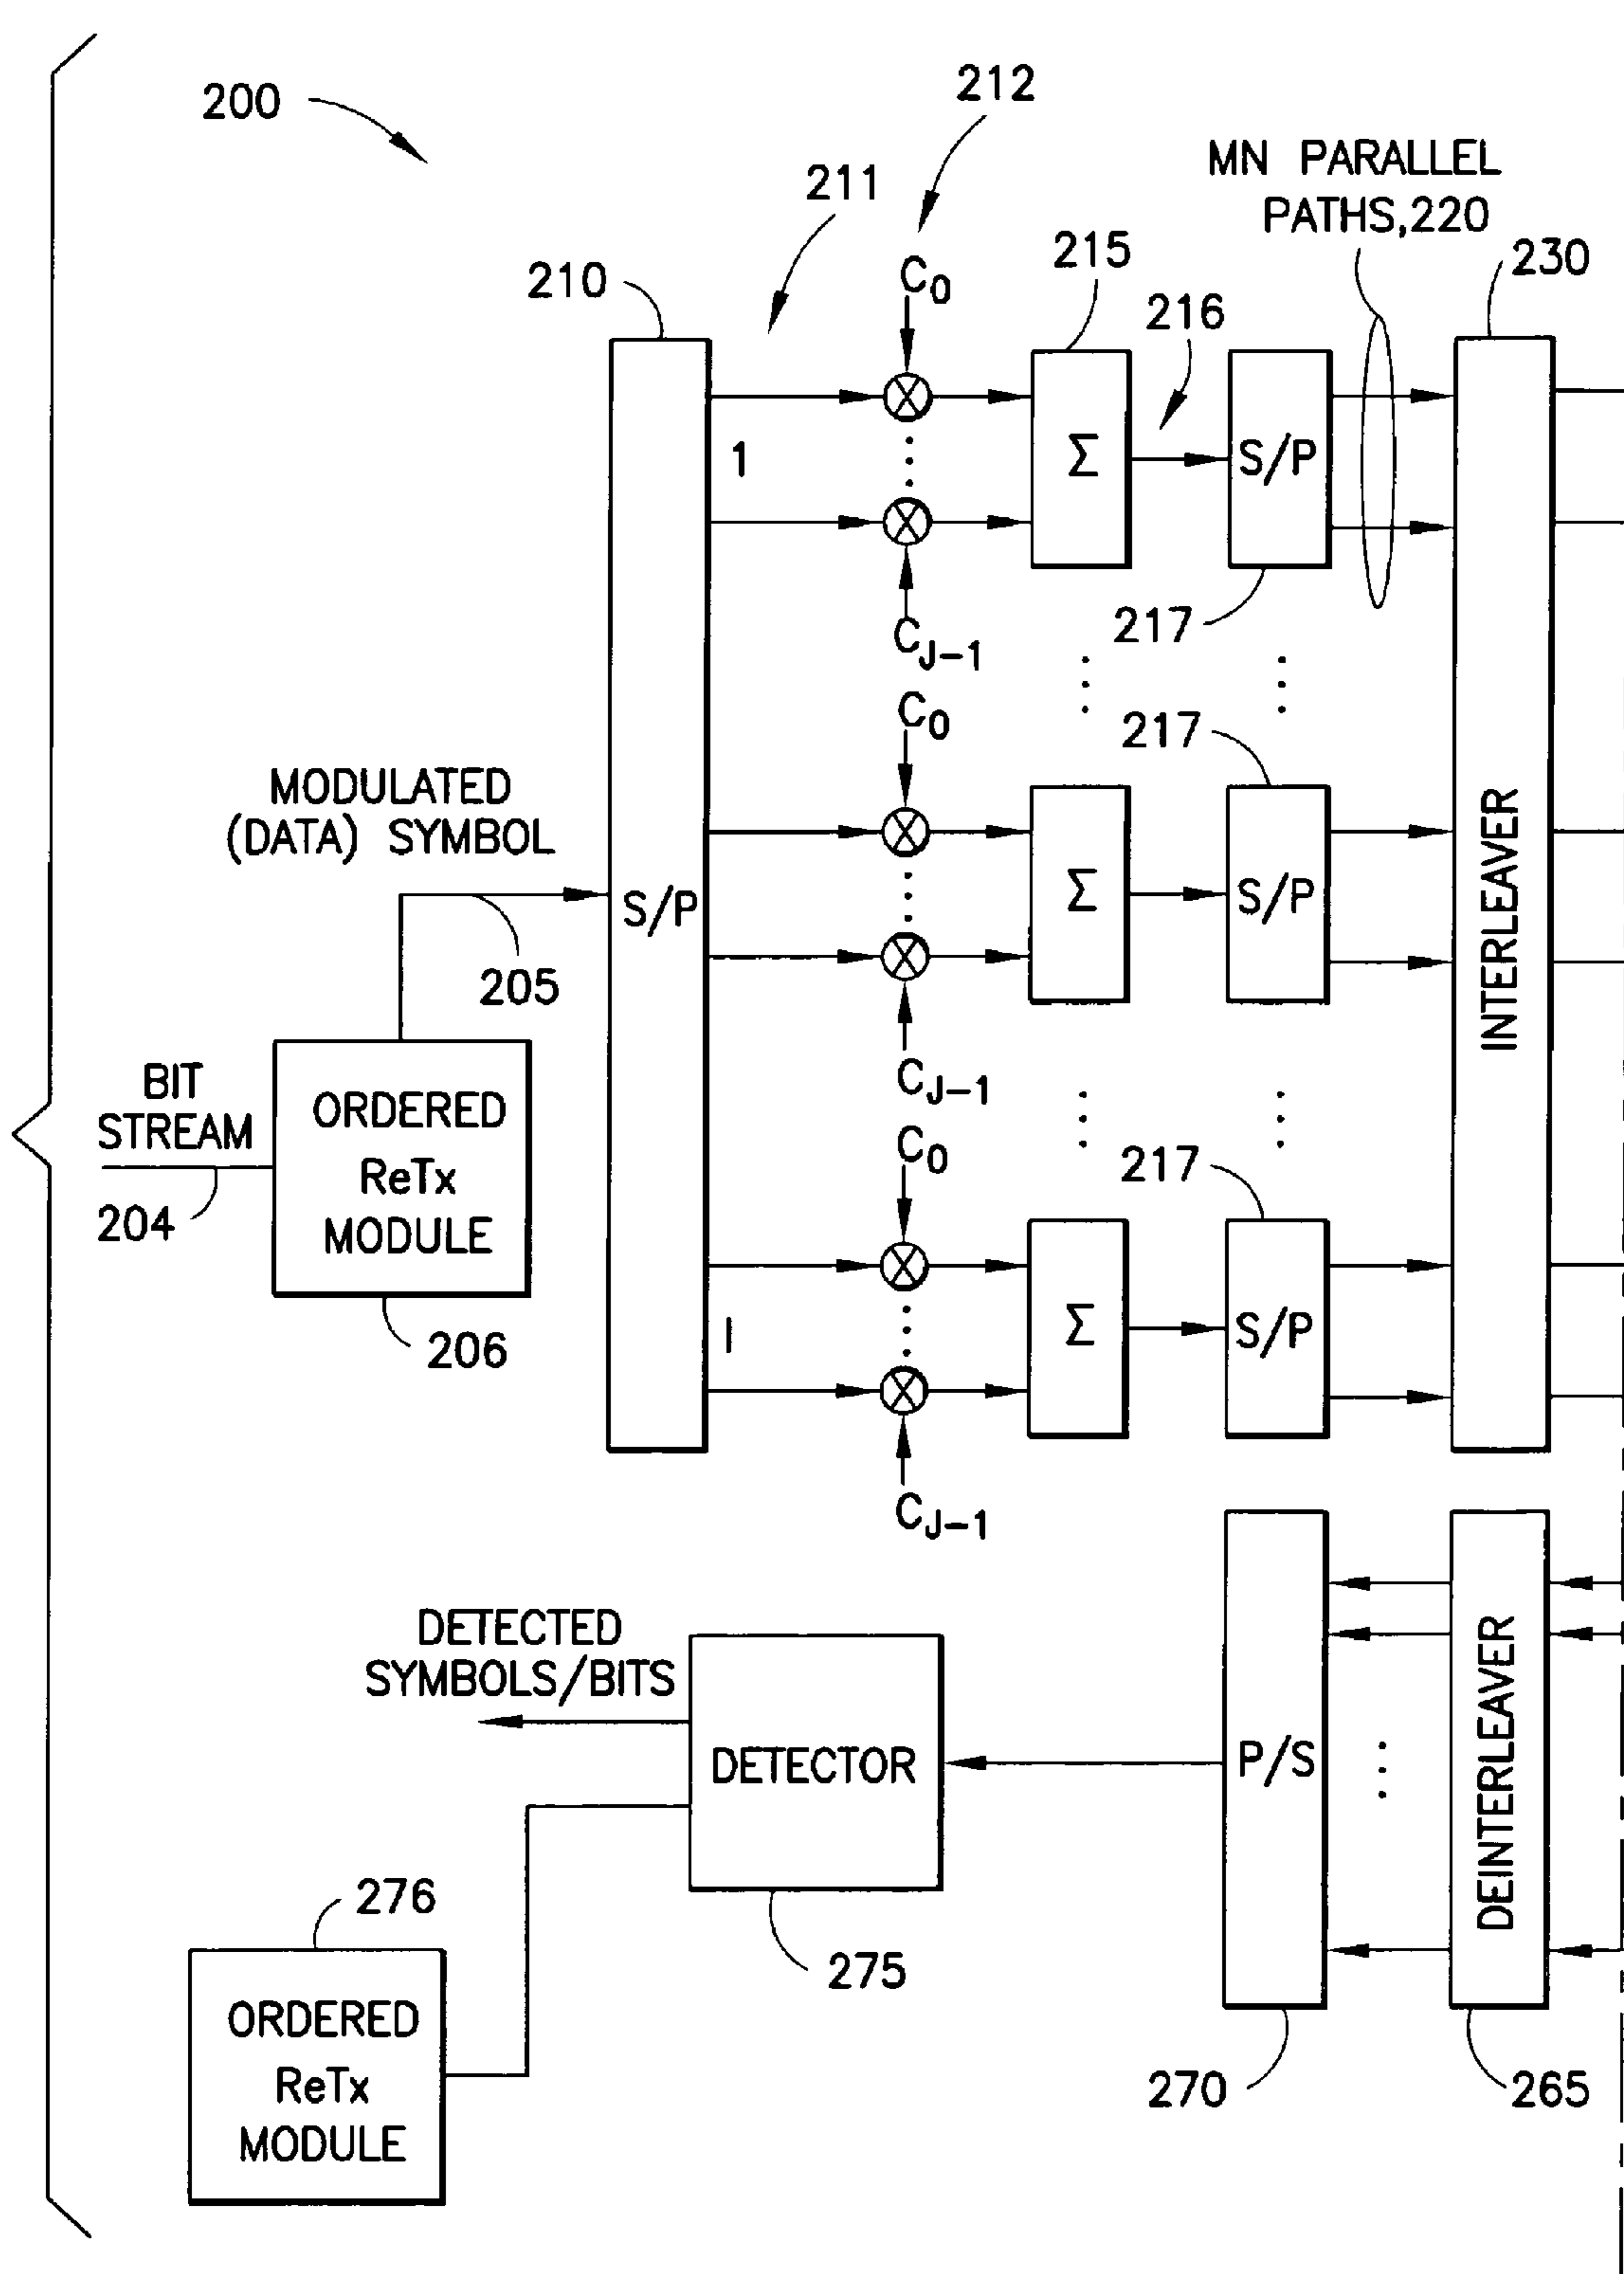 200
212
211
MN PARALLEL
PATHS,220
210
C0
215
216
230
1
Σ
S/P
CJ-1
217
C0
217
MODULATED
(DATA) SYMBOL
S/P
Σ
S/P
INTERLEAVER
205
BIT
STREAM
204
ORDERED
ReTx
MODULE
206
CJ-1
C0
217
I
Σ
S/P
CJ-1
DETECTED
SYMBOLS/BITS
DETECTOR
275
P/S
270
DEINTERLEAVER
265
276
ORDERED
ReTx
MODULE